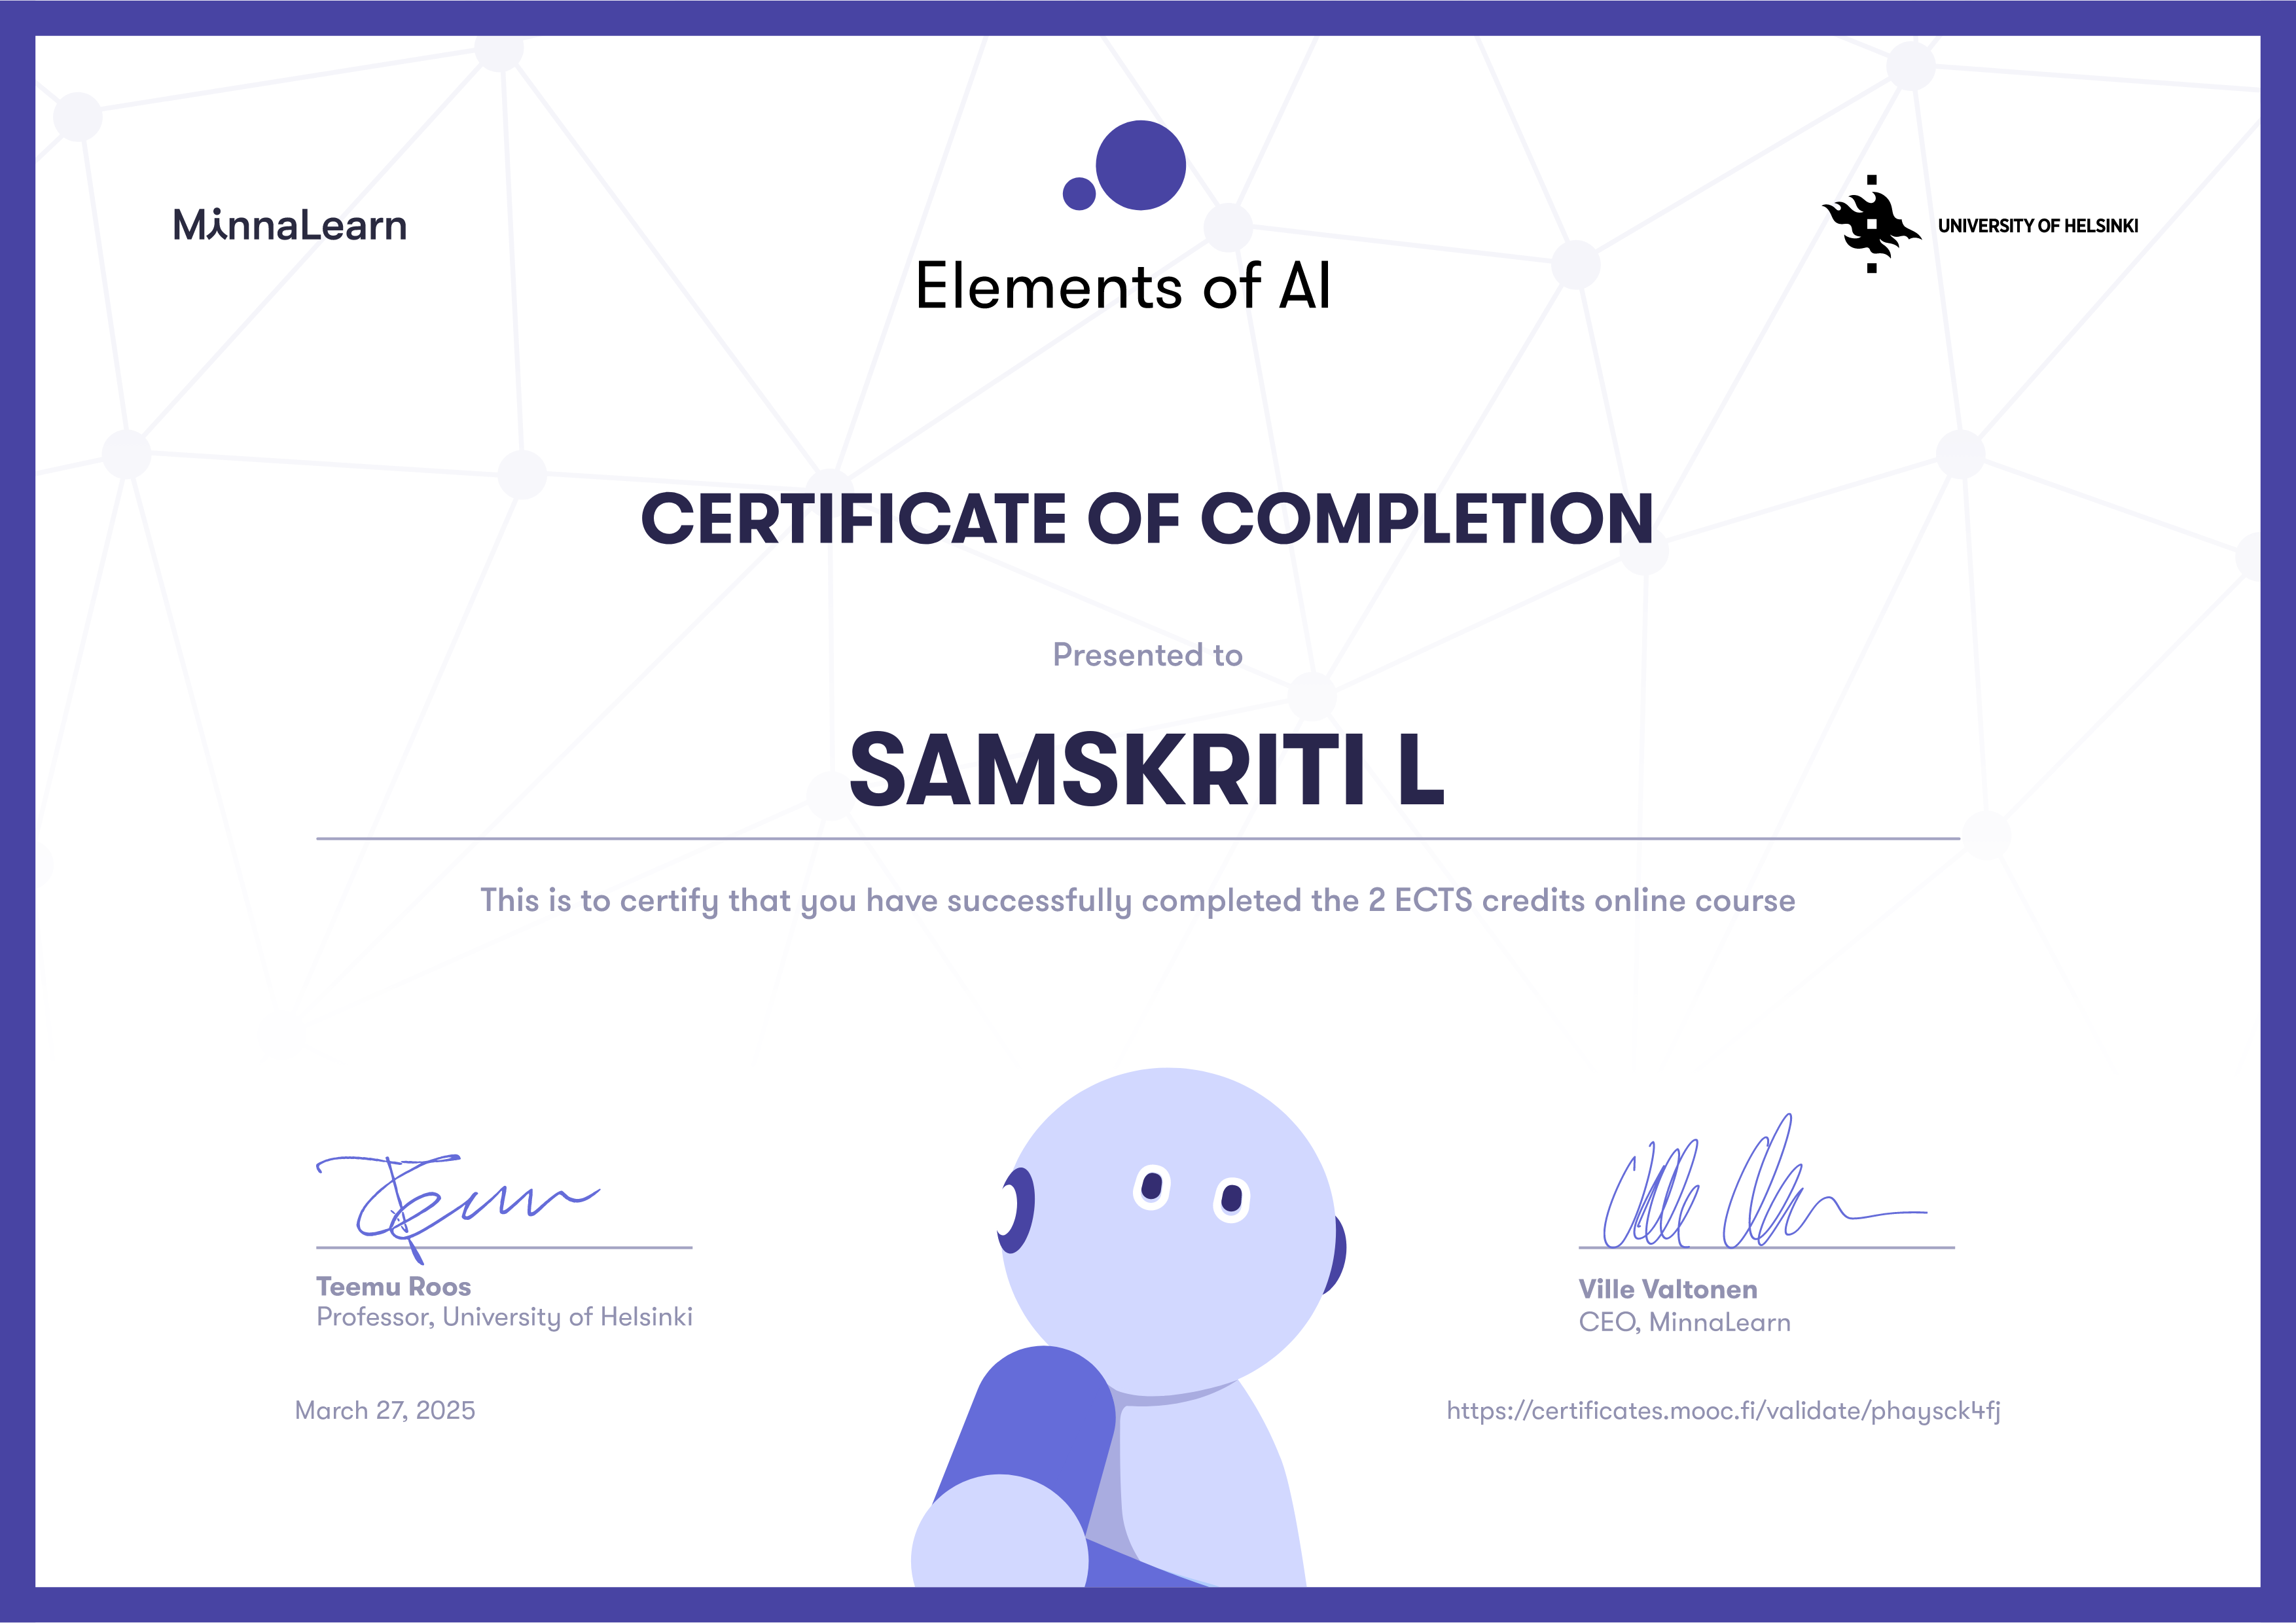 MinnaLearn
UNIVERSITY OF HELSINKI
Elements of AI
CERTIFICATE OF COMPLETION
Presented to
SAMSKRITI L
This is to certify that you have successfully completed the 2 ECTS credits online course
Teemu Roos
Professor, University of Helsinki
Ville Valtonen
CEO, MinnaLearn
March 27, 2025
https://certificates.mooc.fi/validate/phaysck4fj